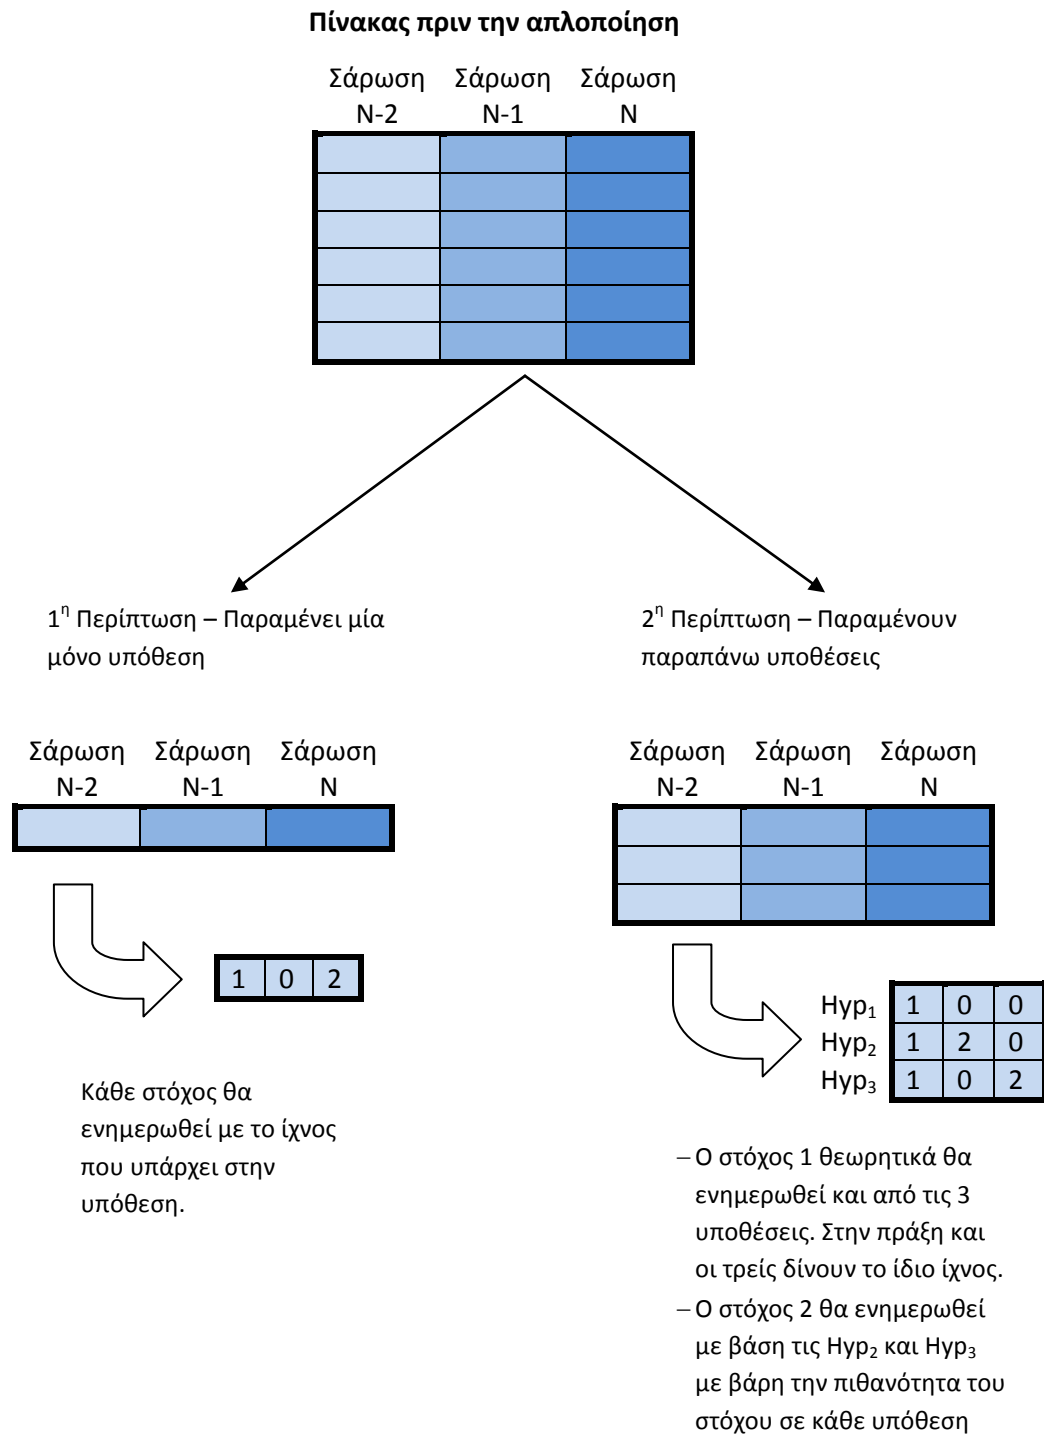 Πίνακας πριν την απλοποίηση
Σάρωση Σάρωση Σάρωση
N-2 N-1 N
1η Περίπτωση – Παραμένει μία
μόνο υπόθεση
2η Περίπτωση – Παραμένουν
παραπάνω υποθέσεις
Σάρωση Σάρωση Σάρωση
N-2 N-1 N
1 0 2
Κάθε στόχος θα
ενημερωθεί με το ίχνος
που υπάρχει στην
υπόθεση.
Σάρωση Σάρωση Σάρωση
N-2 N-1 N
Hyp1 1 0 0
Hyp2 1 2 0
Hyp3 1 0 2
– Ο στόχος 1 θεωρητικά θα
ενημερωθεί και από τις 3
υποθέσεις. Στην πράξη και
οι τρείς δίνουν το ίδιο ίχνος.
– Ο στόχος 2 θα ενημερωθεί
με βάση τις Hyp2 και Hyp3
με βάρη την πιθανότητα του
στόχου σε κάθε υπόθεση